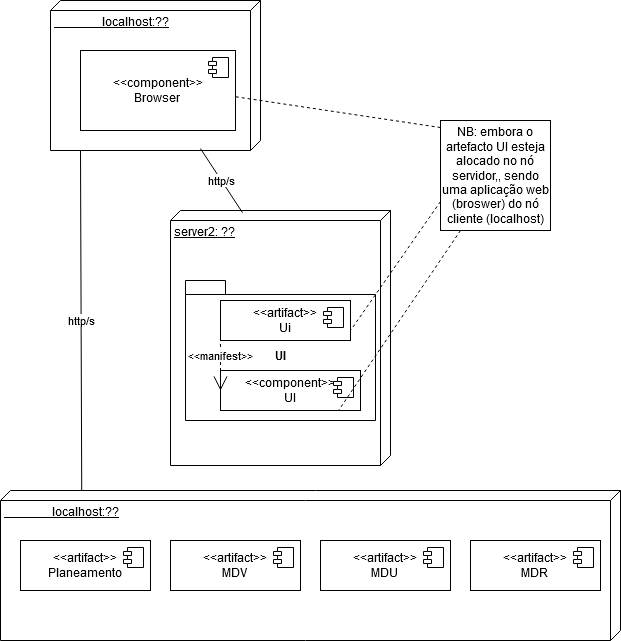 localhost:??
<<component>>
Browser
NB: embora o
artefacto UI esteja
alocado no nó
servidor,, sendo
uma aplicação web
(broswer) do nó
cliente (localhost)
http/s
server2: ??
<<artifact>>
Ui
<<manifest>>
UI
<<component>>
UI
http/s
localhost:??
<<artifact>>
Planeamento
<<artifact>>
MDV
<<artifact>>
MDU
<<artifact>>
MDR